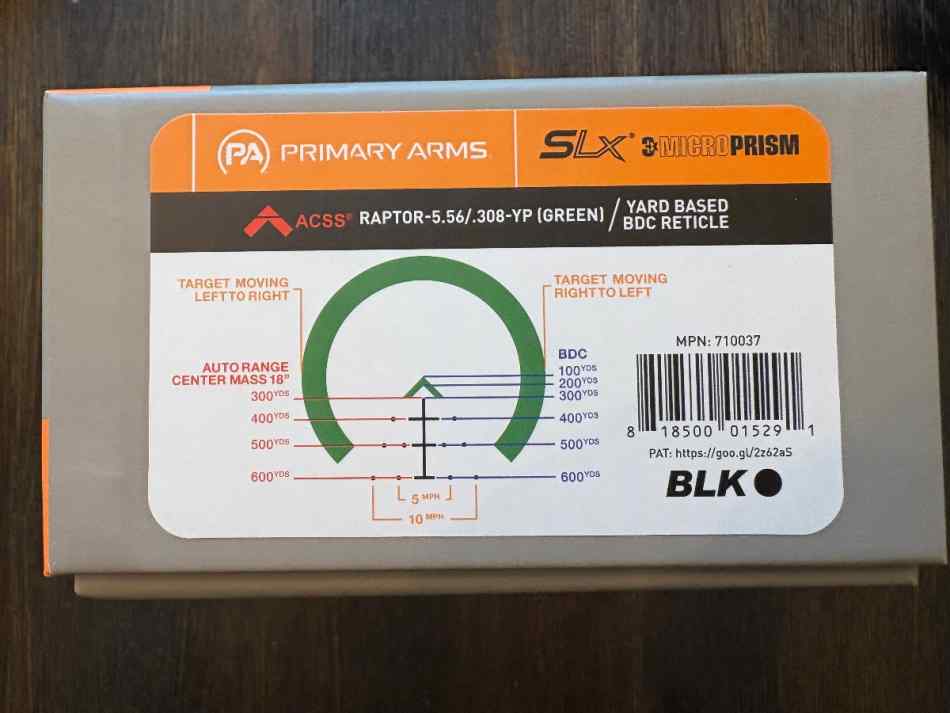 PA PRIMARY ARMS
SLX® 3x MICROPRISM
ACSS® RAPTOR-5.56/.308-YP (GREEN) / YARD BASED
BDC RETICLE
TARGET MOVING
LEFT TO RIGHT
TARGET MOVING
RIGHT TO LEFT
AUTO RANGE
CENTER MASS 18"
300YDS
400YDS
500YDS
600YDS
BDC
100YDS
200YDS
300YDS
400YDS
500YDS
600YDS
5 MPH
10 MPH
MPN: 710037
8 18500 01529 1
PAT: https://goo.gl/2z62aS
BLK